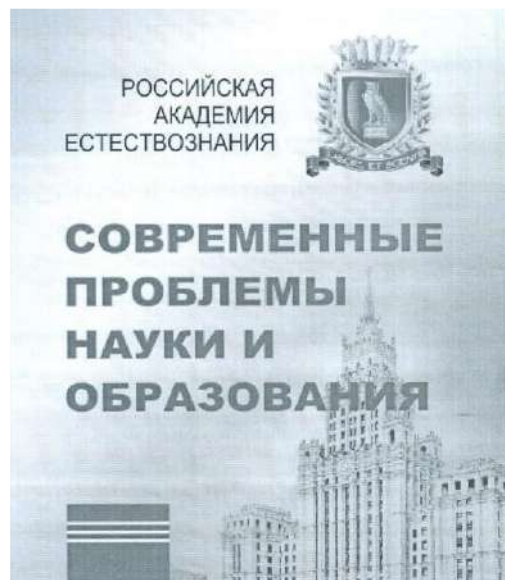 РОССИЙСКАЯ
АКАДЕМИЯ
ЕСТЕСТВОЗНАНИЯ
СОВРЕМЕННЫЕ
ПРОБЛЕМЫ
НАУКИ И
ОБРАЗОВАНИЯ